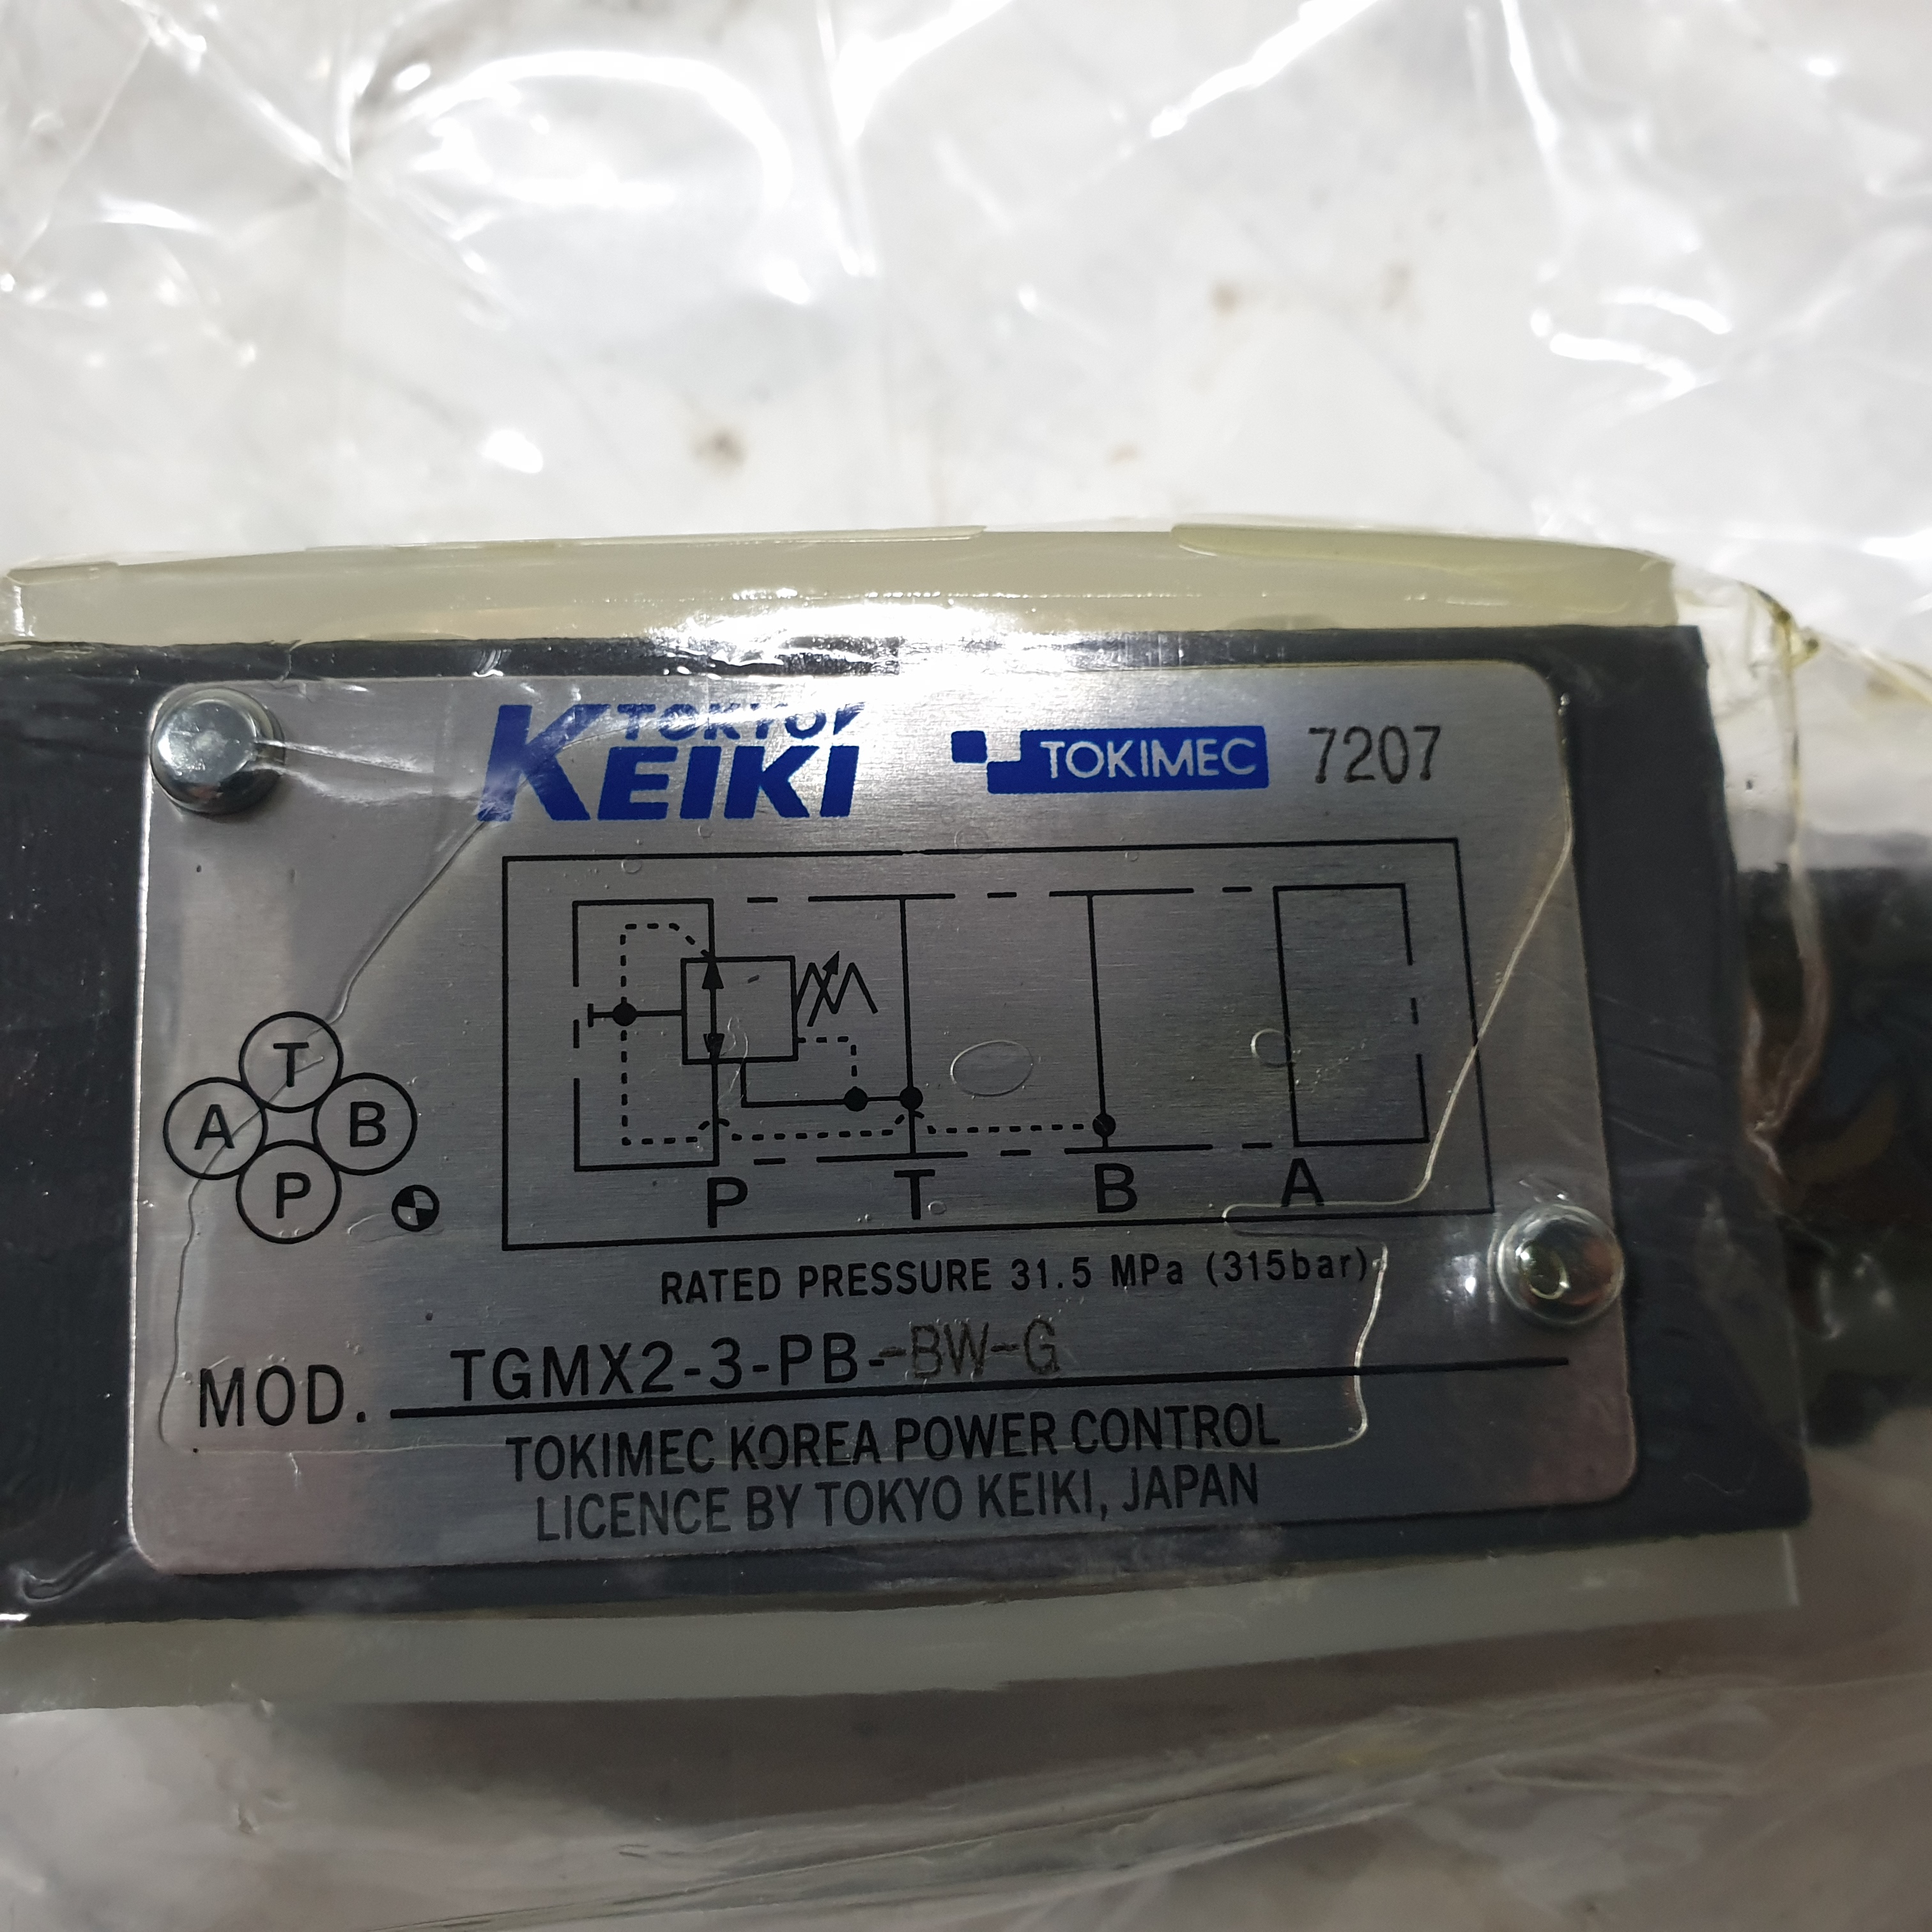 TOKYO
KEIKI TOKIMEC 7207
T
A B
P
P T B A
RATED PRESSURE 31.5 MPa (315bar)
MOD. TGMX2-3-PB--BW-G
TOKIMEC KOREA POWER CONTROL
LICENCE BY TOKYO KEIKI, JAPAN